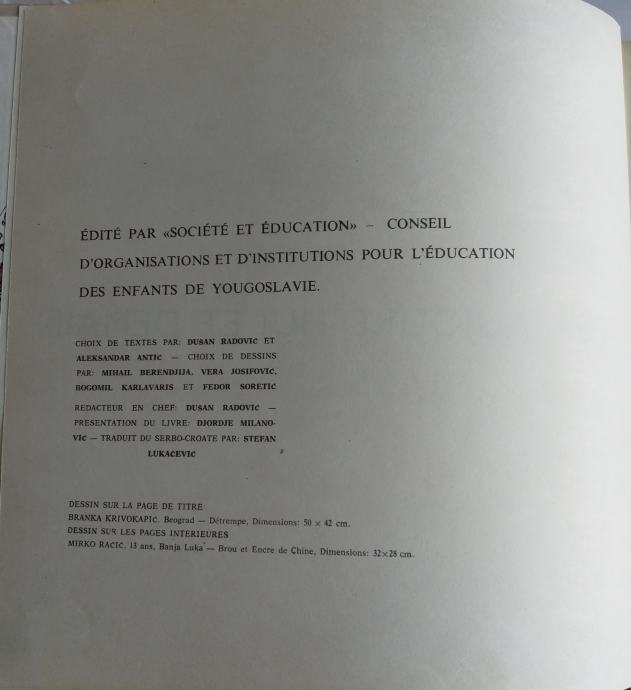 ÉDITÉ PAR «SOCIÉTÉ ET ÉDUCATION» – CONSEIL
D'ORGANISATIONS ET D'INSTITUTIONS POUR L'ÉDUCATION
DES ENFANTS DE YOUGOSLAVIE.
CHOIX DE TEXTES PAR: DUSAN RADOVIC ET
ALEKSANDAR ANTIC — CHOIX DE DESSINS
PAR: MIHAIL BERENDJIJA, VERA JOSIFOVIC,
BOGOMIL KARLAVARIS ET FEDOR SORETIC
REDACTEUR EN CHEF: DUSAN RADOVIC —
PRESENTATION DU LIVRE: DJORDJE MILANO-
VIC — TRADUIT DU SERBO-CROATE PAR: STEFAN
LUKACEVIC
DESSIN SUR LA PAGE DE TITRE
BRANKA KRIVOKAPIC, Beograd — Détrempe, Dimensions: 50 × 42 cm.
DESSIN SUR LES PAGES INTERIEURES
MIRKO RACIC, 13 ans, Banja Luka — Brou et Encre de Chine, Dimensions: 32×28 cm.